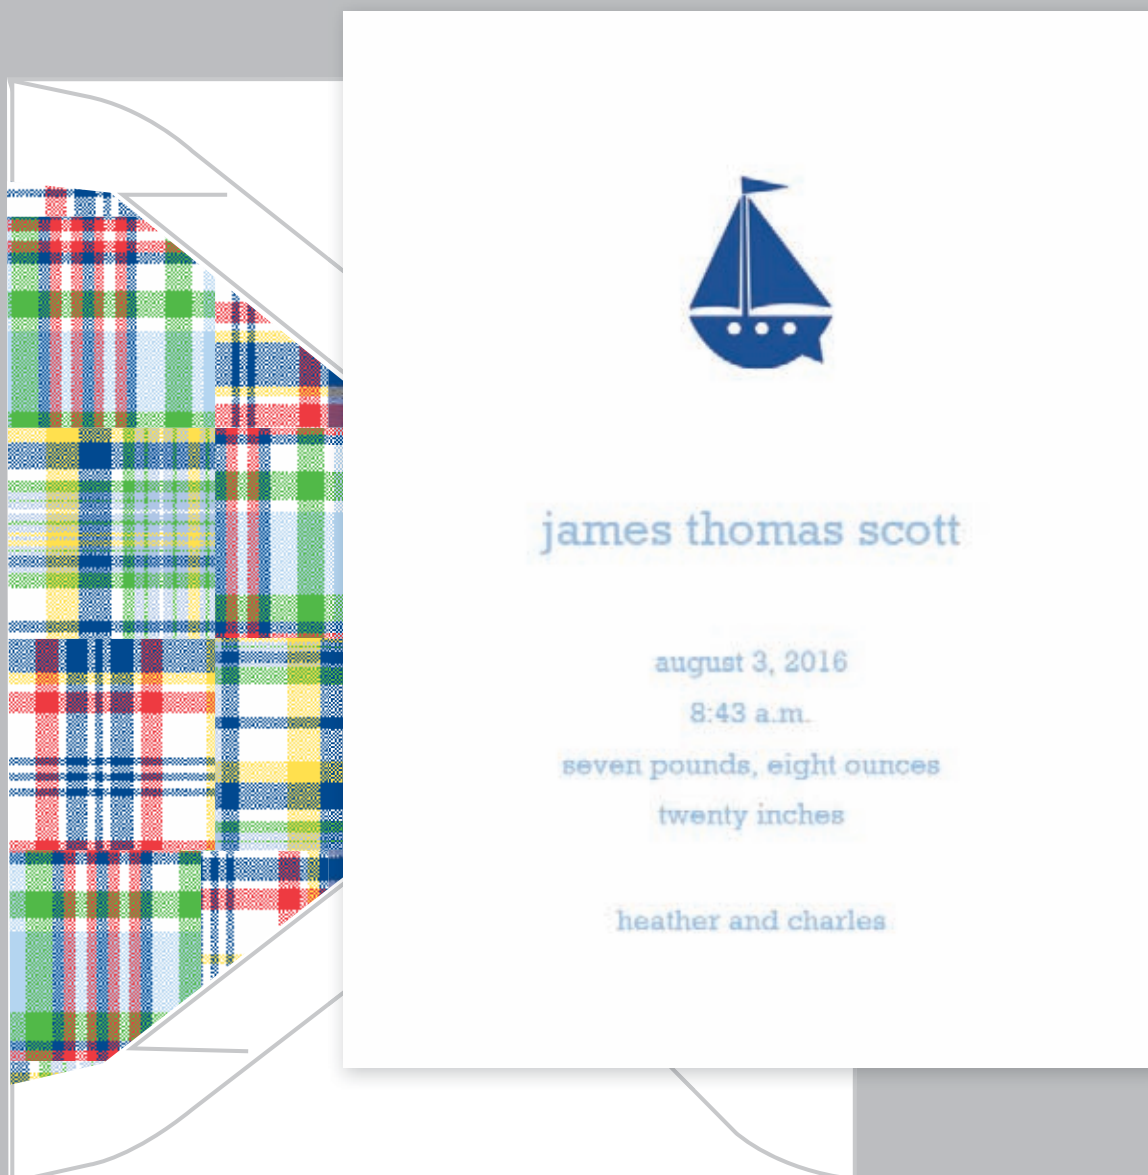 james thomas scott
august 3, 2016
8:43 a.m.
seven pounds, eight ounces
twenty inches
heather and charles